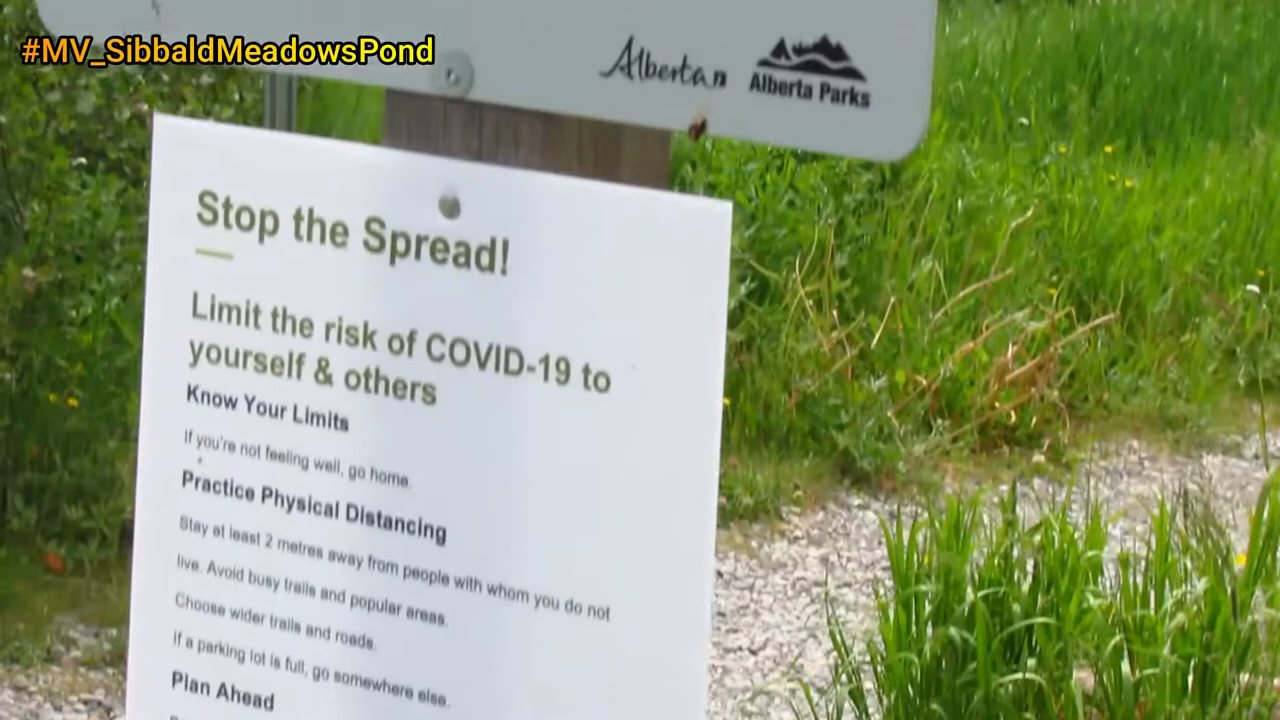 #MV_SibbaldMeadowsPond
Albertan
Alberta Parks
Stop the Spread!
Limit the risk of COVID-19 to
yourself & others
Know Your Limits
If you're not feeling well, go home.
Practice Physical Distancing
Stay at least 2 metres away from people with whom you do not
live. Avoid busy trails and popular areas.
Choose wider trails and roads.
If a parking lot is full, go somewhere else.
Plan Ahead